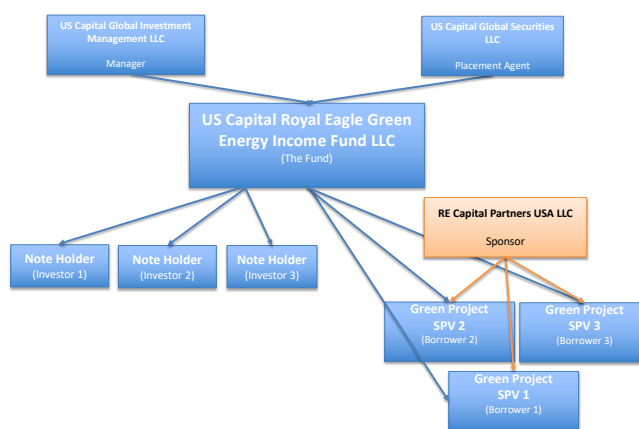 US Capital Global Investment
Management LLC
Manager
US Capital Global Securities
LLC
Placement Agent
US Capital Royal Eagle Green
Energy Income Fund LLC
(The Fund)
RE Capital Partners USA LLC
Sponsor
Note Holder
(Investor 1)
Note Holder
(Investor 2)
Note Holder
(Investor 3)
Green Project
SPV 2
(Borrower 2)
Green Project
SPV 3
(Borrower 3)
Green Project
SPV 1
(Borrower 1)